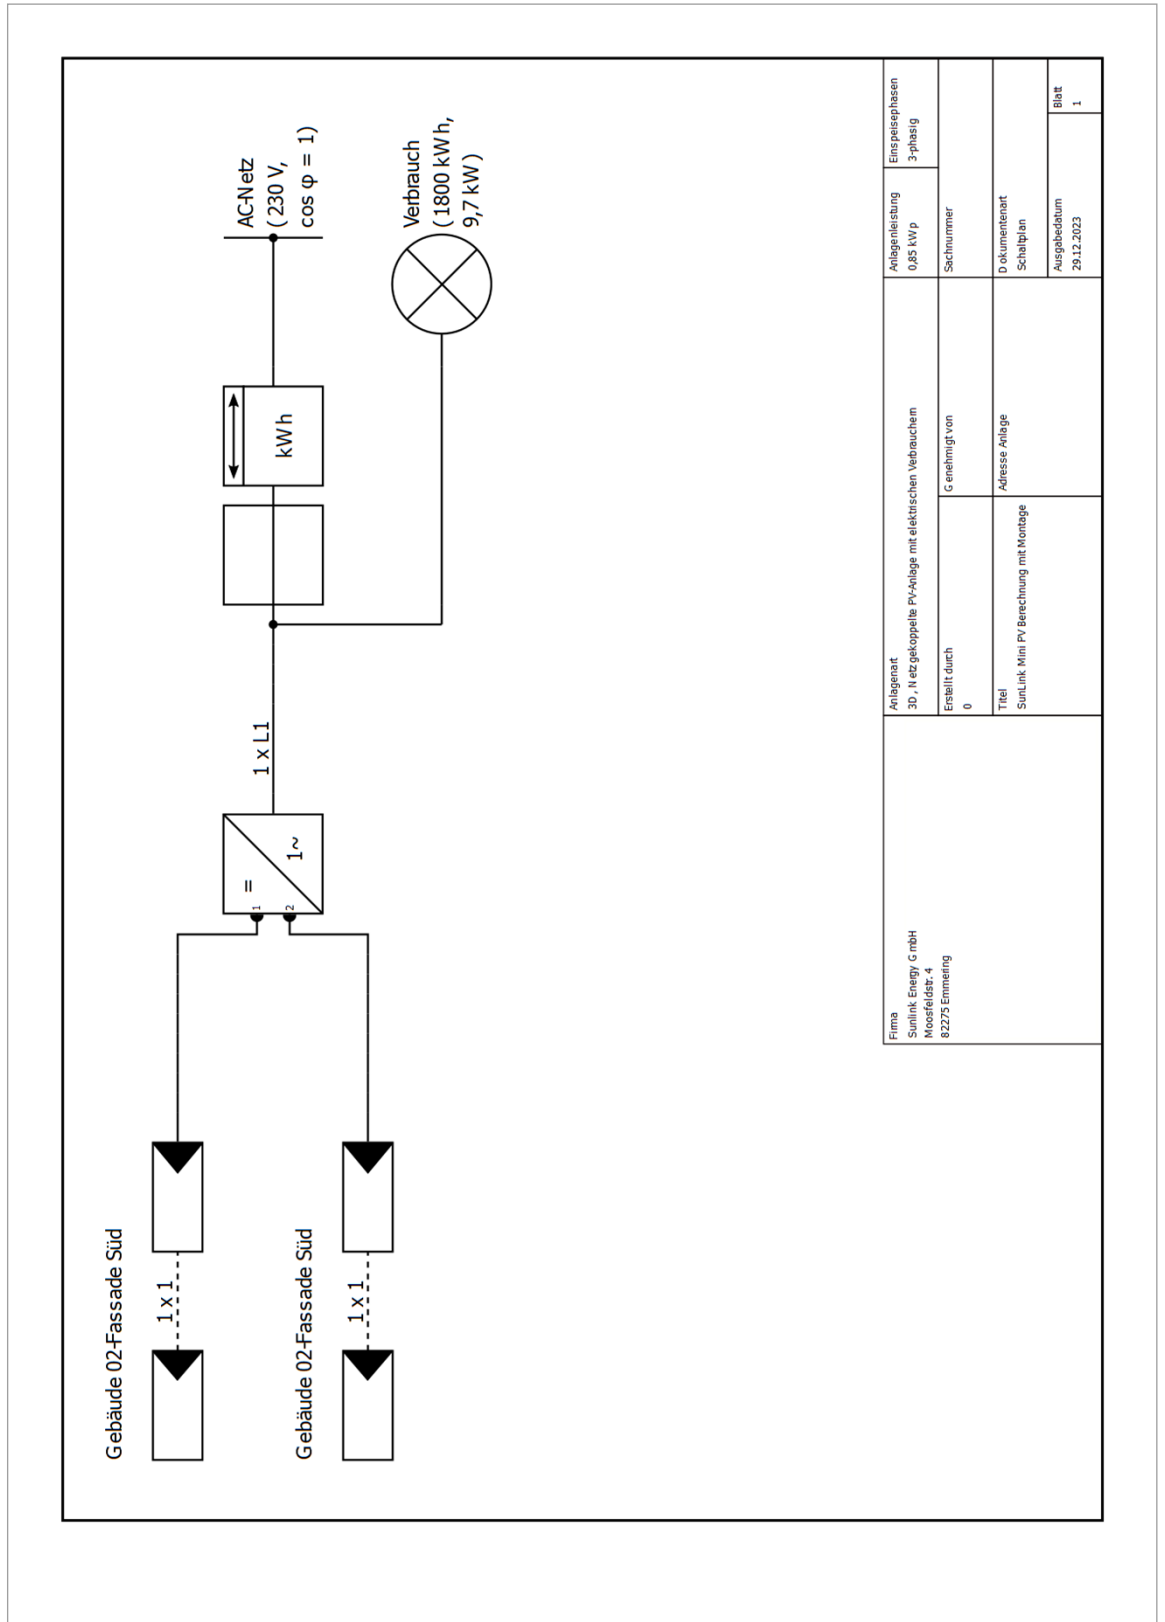 Gebäude 02-Fassade Süd
1 x 1
Gebäude 02-Fassade Süd
1 x 1
=
1~
1
2
1 x L1
kWh
AC-Netz
(230 V,
cos φ = 1)
Verbrauch
(1800 kWh,
9,7 kW)
Firma
Sunlink Energy GmbH
Moosfeldstr. 4
82275 Emmering
Anlagenart
3D, Netzgekoppelte PV-Anlage mit elektrischen Verbrauchern
Anlagenleistung
0,85 kWp
Einspeisephasen
3-phasig
Erstellt durch
0
Genehmigt von
Sachnummer
Titel
SunLink Mini PV Berechnung mit Montage
Adresse Anlage
Dokumentenart
Schaltplan
Ausgabedatum
29.12.2023
Blatt
1